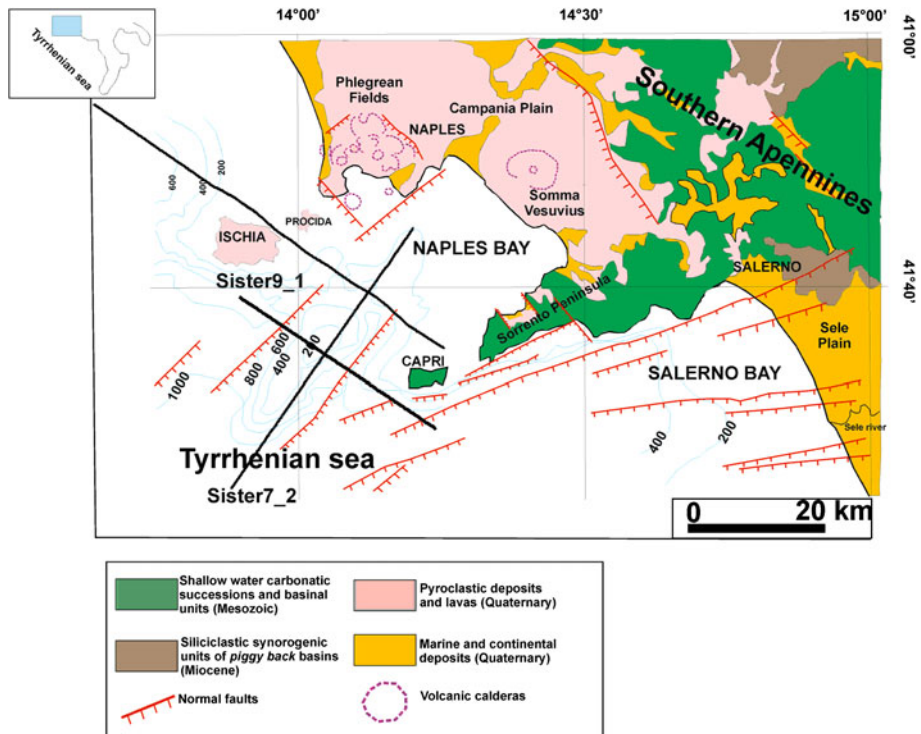 14°00'
14°30'
15°00'
41°00'
Tyrrhenian sea
Phlegrean
Fields
Campania Plain
NAPLES
Southern Apennines
200
400
600
Somma
Vesuvius
PROCIDA
ISCHIA
NAPLES BAY
SALERNO
Sister9_1
41°40'
Sorrento Peninsula
Sele
Plain
200
400
600
800
1000
CAPRI
SALERNO BAY
Sele river
200
400
Tyrrhenian sea
Sister7_2
0 20 km
Shallow water carbonatic
successions and basinal
units (Mesozoic)
Pyroclastic deposits
and lavas (Quaternary)
Siliciclastic synorogenic
units of piggy back basins
(Miocene)
Marine and continental
deposits (Quaternary)
Normal faults
Volcanic calderas